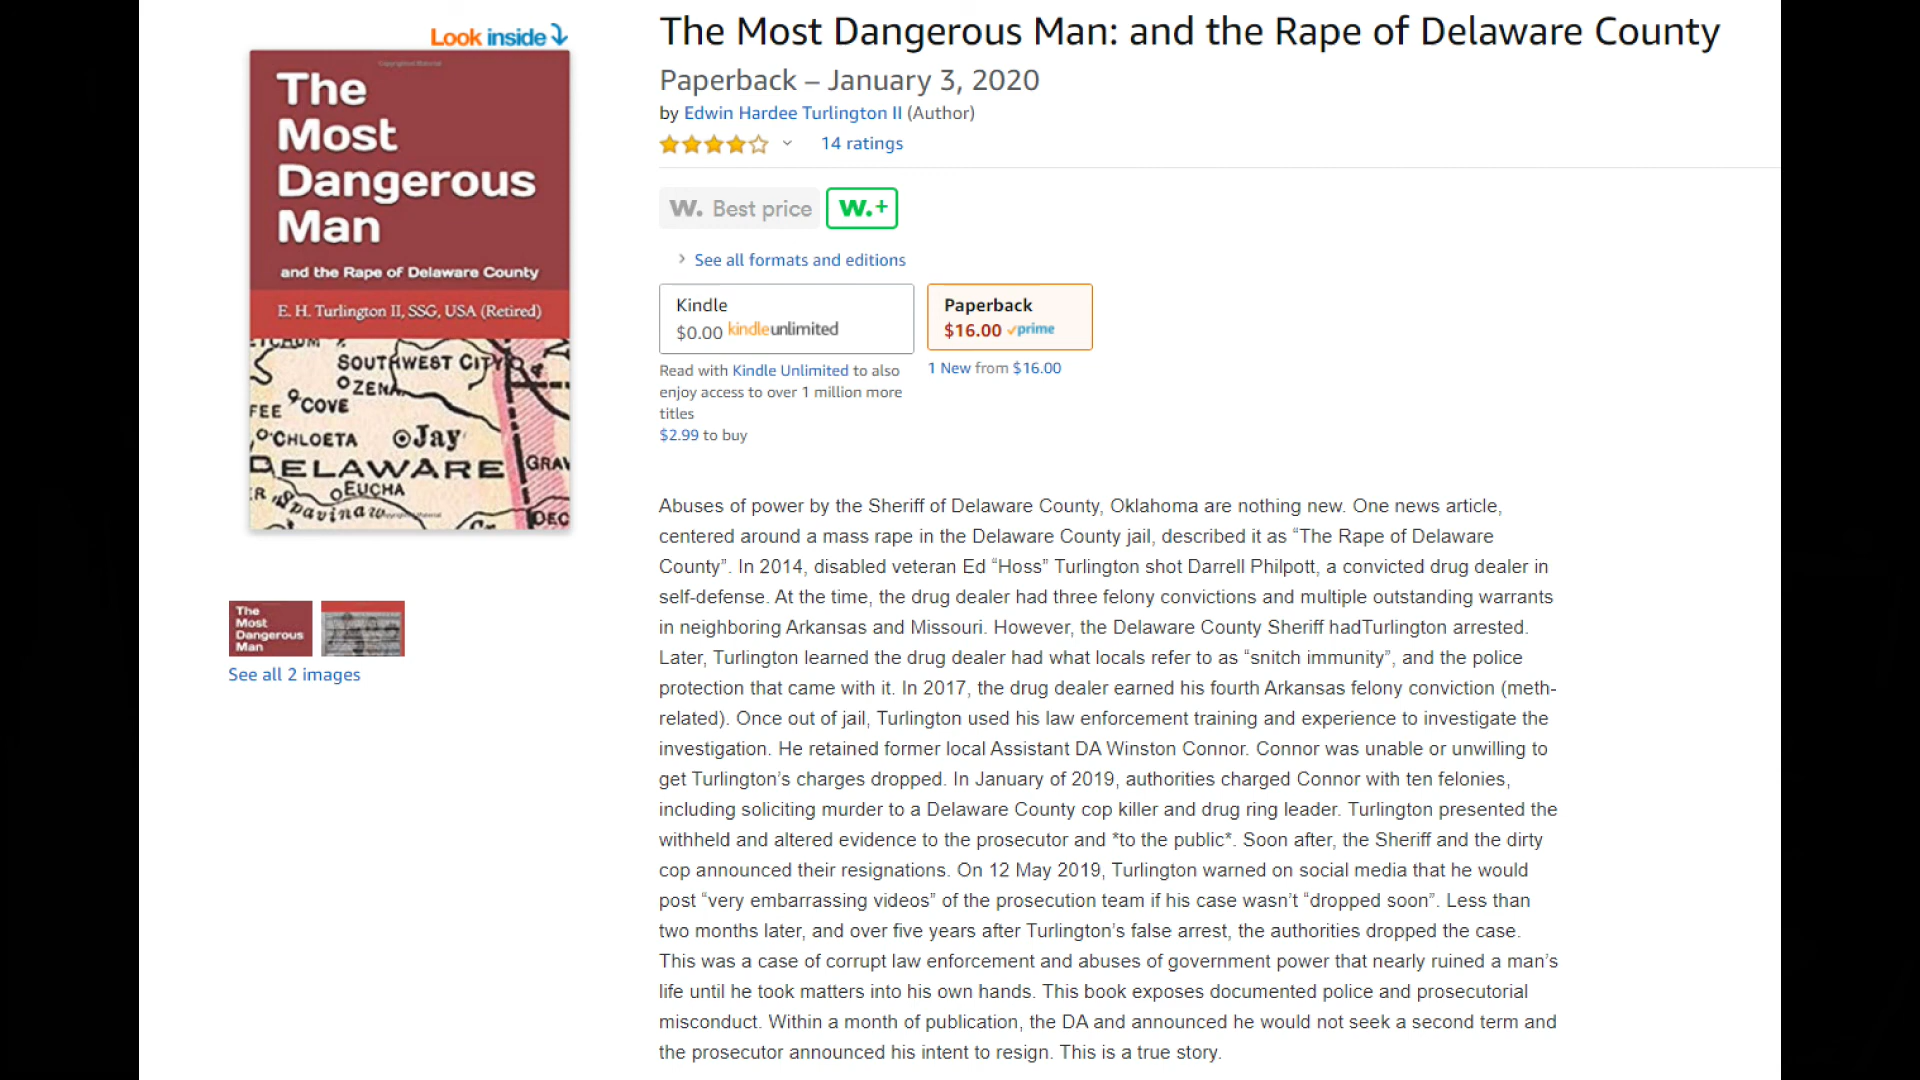 Look inside
The
Most
Dangerous
Man
and the Rape of Delaware County
E. H. Turlington II, SSG, USA (Retired)
SOUTHWEST CITY
OZENA
COVE
FEE
CHLOETA
Jay
DELAWARE
GRAV
EUCHA
Spavinaw
DEC
The
Most
Dangerous
Man
See all 2 images
The Most Dangerous Man: and the Rape of Delaware County
Paperback – January 3, 2020
by Edwin Hardee Turlington II (Author)
14 ratings
W. Best price W.+
See all formats and editions
Kindle
$0.00 kindleunlimited
Read with Kindle Unlimited to also
enjoy access to over 1 million more
titles
$2.99 to buy
Paperback
$16.00 prime
1 New from $16.00
Abuses of power by the Sheriff of Delaware County, Oklahoma are nothing new. One news article,
centered around a mass rape in the Delaware County jail, described it as “The Rape of Delaware
County”. In 2014, disabled veteran Ed “Hoss” Turlington shot Darrell Philpott, a convicted drug dealer in
self-defense. At the time, the drug dealer had three felony convictions and multiple outstanding warrants
in neighboring Arkansas and Missouri. However, the Delaware County Sheriff hadTurlington arrested.
Later, Turlington learned the drug dealer had what locals refer to as “snitch immunity”, and the police
protection that came with it. In 2017, the drug dealer earned his fourth Arkansas felony conviction (meth-
related). Once out of jail, Turlington used his law enforcement training and experience to investigate the
investigation. He retained former local Assistant DA Winston Connor. Connor was unable or unwilling to
get Turlington’s charges dropped. In January of 2019, authorities charged Connor with ten felonies,
including soliciting murder to a Delaware County cop killer and drug ring leader. Turlington presented the
withheld and altered evidence to the prosecutor and *to the public*. Soon after, the Sheriff and the dirty
cop announced their resignations. On 12 May 2019, Turlington warned on social media that he would
post “very embarrassing videos” of the prosecution team if his case wasn’t “dropped soon”. Less than
two months later, and over five years after Turlington’s false arrest, the authorities dropped the case.
This was a case of corrupt law enforcement and abuses of government power that nearly ruined a man’s
life until he took matters into his own hands. This book exposes documented police and prosecutorial
misconduct. Within a month of publication, the DA and announced he would not seek a second term and
the prosecutor announced his intent to resign. This is a true story.